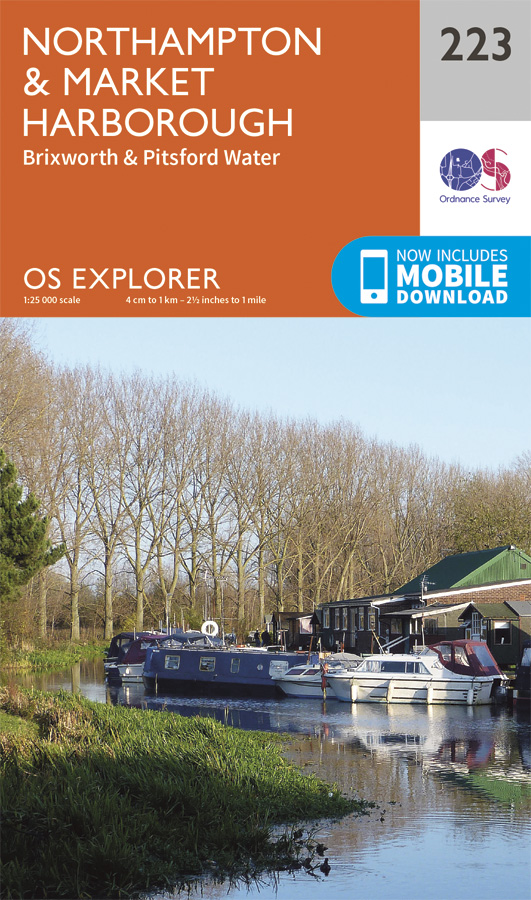 NORTHAMPTON
& MARKET
HARBOROUGH
Brixworth & Pitsford Water
223
Ordnance Survey
OS EXPLORER
1:25 000 scale 4 cm to 1 km – 2½ inches to 1 mile
NOW INCLUDES
MOBILE
DOWNLOAD